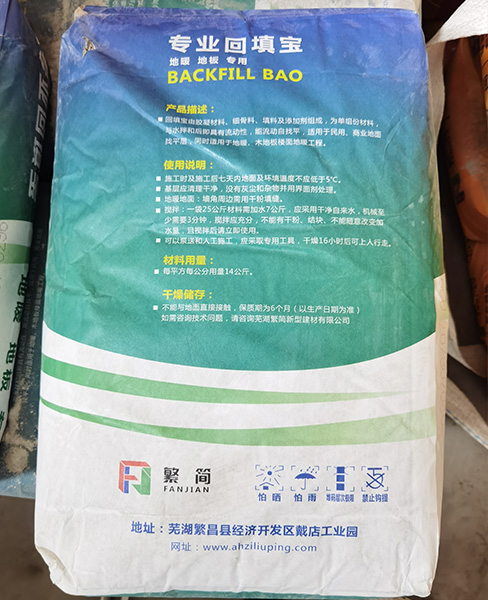 专业回填宝
地暖 地板 专用
BACKFILL BAO
产品描述：
■ 回填宝由胶凝材料、细骨料、填料及添加剂组成，为单组份材料，
与水拌和后即具有流动性，能流动自找平，适用于民用、商业地面
找平层，同时适用于地暖、木地板楼面地暖工程。
使用说明：
■ 施工时及施工后七天内地面及环境温度不应低于5℃。
■ 基层应清理干净，没有灰尘和杂物并用界面剂处理。
■ 地暖地面：墙角周边需用干粉填缝。
■ 搅拌：一袋25公斤材料需加水7公斤，应采用干净自来水，机械至
少需要3分钟，搅拌应充分，不能有干粉、结块、不能随意改变加
水量，且搅拌后请立即使用。
■ 可以泵送和人工施工，应采取专用工具，干燥16小时后可上人行走。
材料用量：
■ 每平方每公分用量14公斤。
干燥储存：
■ 不能与地面直接接触，保质期为6个月（以生产日期为准）
如需咨询技术问题，请咨询芜湖繁简新型建材有限公司
繁简
FANJIAN
怕晒 怕雨 堆码层次极限 禁止钩提
地址：芜湖繁昌县经济开发区戴店工业园
网址：www.ahziliuping.com
地暖 地板